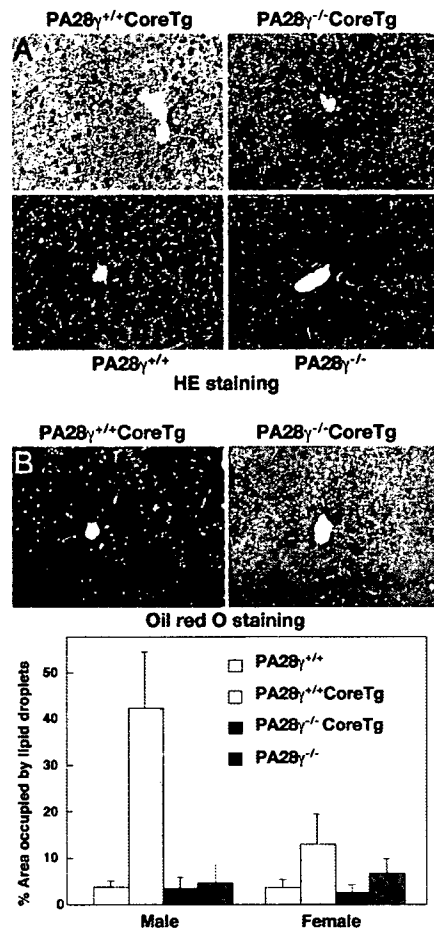 PA28γ+/+CoreTg PA28γ-/-CoreTg
A
PA28γ+/+ PA28γ-/-
HE staining
PA28γ+/+CoreTg PA28γ-/-CoreTg
B
Oil red O staining
% Area occupied by lipid droplets
50
40
30
20
10
0
PA28γ+/+
PA28γ+/+CoreTg
PA28γ-/- CoreTg
PA28γ-/-
Male Female